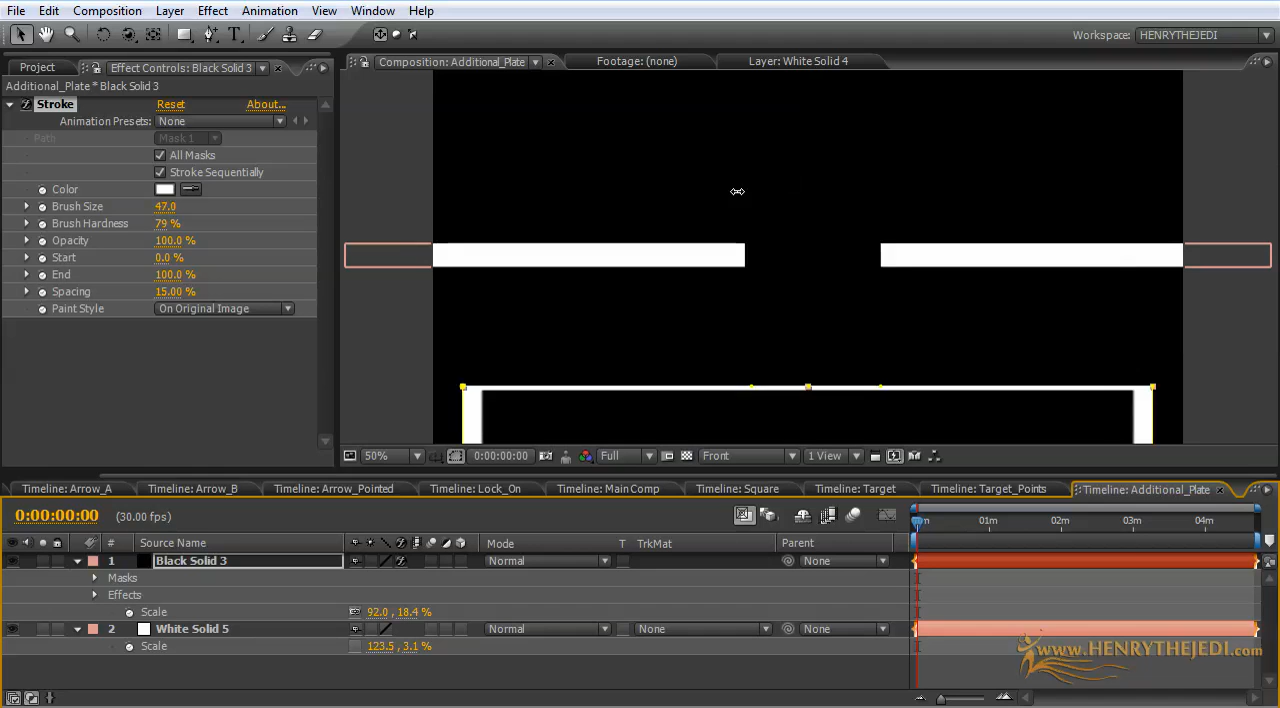 File Edit Composition Layer Effect Animation View Window Help
Workspace: HENRYTHEJEDI
Project Effect Controls: Black Solid 3
Composition: Additional_Plate Footage: (none) Layer: White Solid 4
Additional_Plate * Black Solid 3
Stroke Reset About...
Animation Presets: None
Path Mask 1
All Masks
Stroke Sequentially
Color
Brush Size 47.0
Brush Hardness 79 %
Opacity 100.0 %
Start 0.0 %
End 100.0 %
Spacing 15.00 %
Paint Style On Original Image
50% 0:00:00:00 Full Front 1 View
Timeline: Arrow_A Timeline: Arrow_B Timeline: Arrow_Pointed Timeline: Lock_On Timeline: Main Comp Timeline: Square Timeline: Target Timeline: Target_Points Timeline: Additional_Plate
0:00:00:00 (30.00 fps)
01m 02m 03m 04m
# Source Name Mode T TrkMat Parent
1 Black Solid 3 Normal None
Masks
Effects
Scale 92.0, 18.4 %
2 White Solid 5 Normal None None
Scale 123.5, 3.1 %
www.HENRYTHEJEDI.com